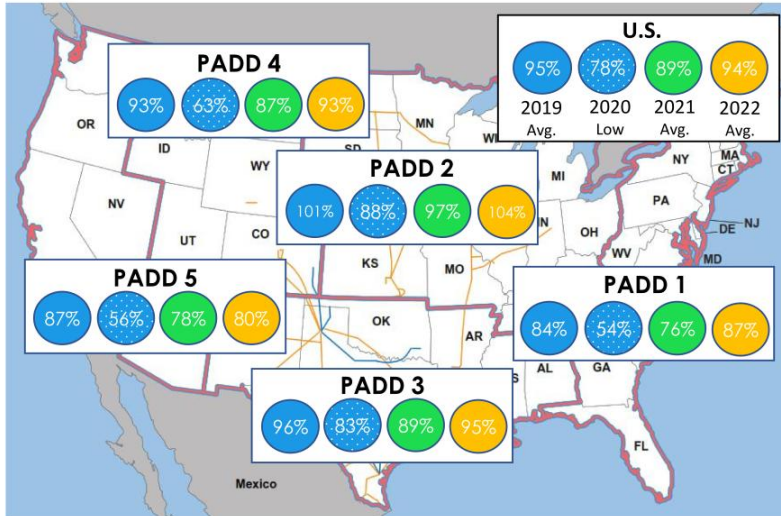 U.S.
95% 78% 89% 94%
2019 2020 2021 2022
Avg. Low Avg. Avg.
PADD 4
93% 63% 87% 93%
PADD 2
101% 88% 97% 104%
PADD 5
87% 56% 78% 80%
PADD 1
84% 54% 76% 87%
PADD 3
96% 83% 89% 95%
OR
ID
WY
SD
MN
WI
MI
NY
MA
CT
PA
NJ
DE
MD
NV
UT
CO
KS
MO
IN
OH
WV
OK
AR
AL
GA
FL
Mexico